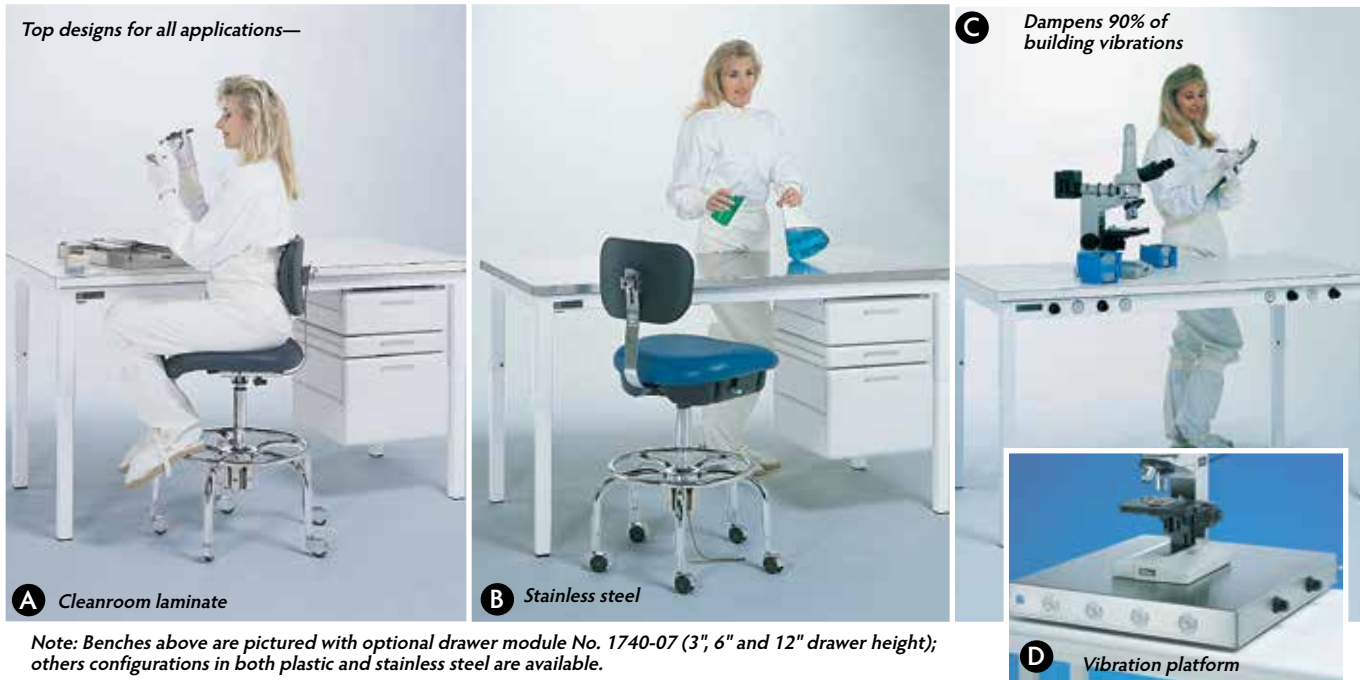 Top designs for all applications—
A Cleanroom laminate
B Stainless steel
C Dampens 90% of
building vibrations
D Vibration platform
Note: Benches above are pictured with optional drawer module No. 1740-07 (3", 6" and 12" drawer height);
others configurations in both plastic and stainless steel are available.